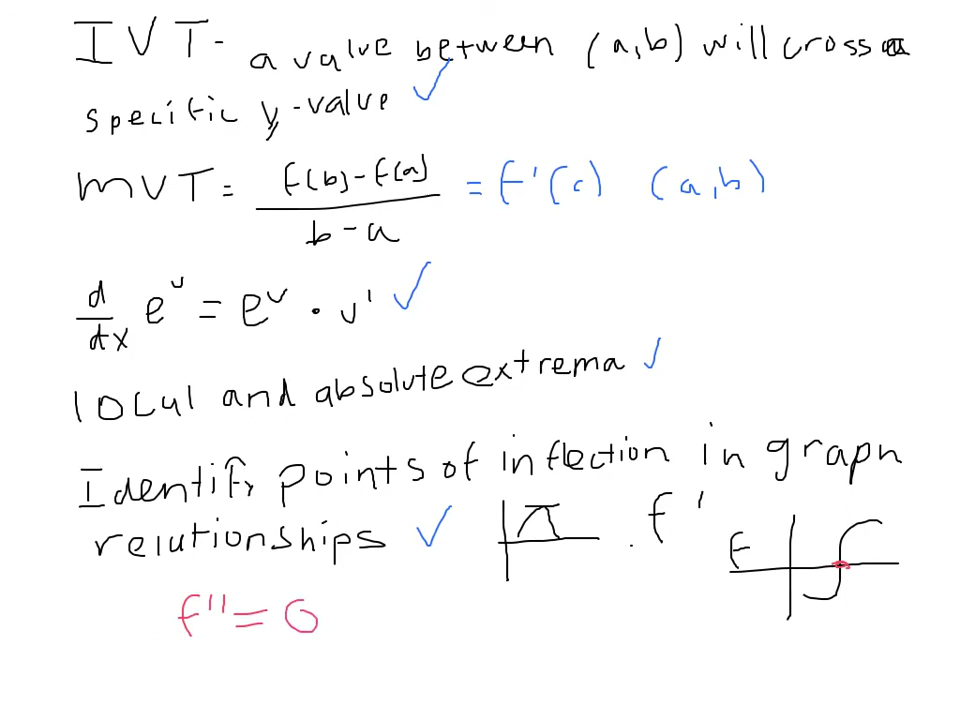 IVT - a value between (a,b) will cross a
specific y-value ✓
MVT = f(b)-f(a) / b-a = f'(c) (a,b)
d/dx e^u = e^u · u' ✓
local and absolute extrema ✓
Identify points of inflection in graph
relationships ✓ f' f
f''=0